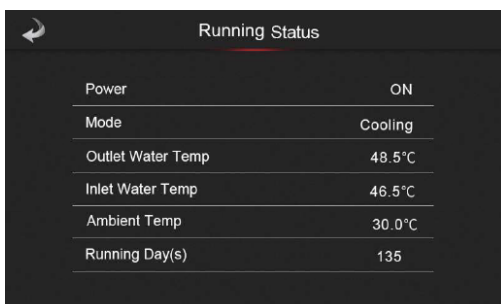 Running Status
Power ON
Mode Cooling
Outlet Water Temp 48.5°C
Inlet Water Temp 46.5°C
Ambient Temp 30.0°C
Running Day(s) 135